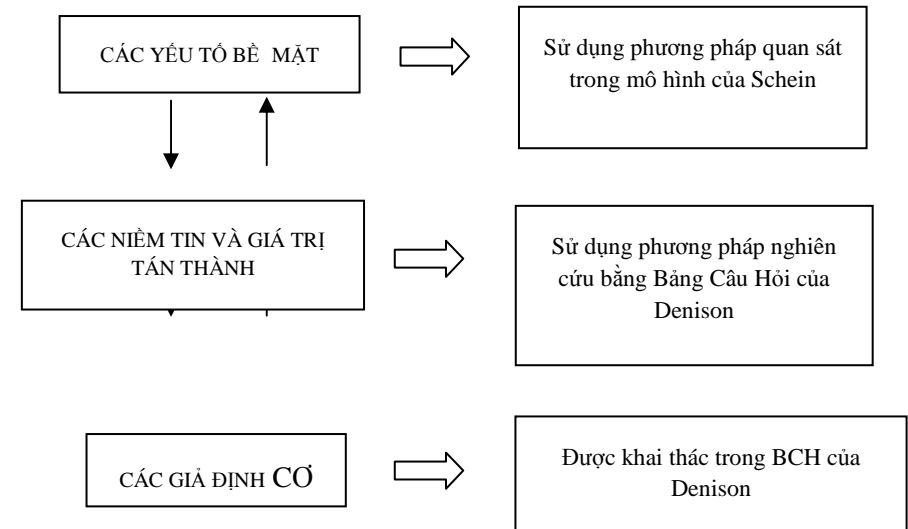 CÁC YẾU TỐ BỀ MẶT
Sử dụng phương pháp quan sát
trong mô hình của Schein
CÁC NIỀM TIN VÀ GIÁ TRỊ
TÁN THÀNH
Sử dụng phương pháp nghiên
cứu bằng Bảng Câu Hỏi của
Denison
CÁC GIẢ ĐỊNH CƠ
Được khai thác trong BCH của
Denison